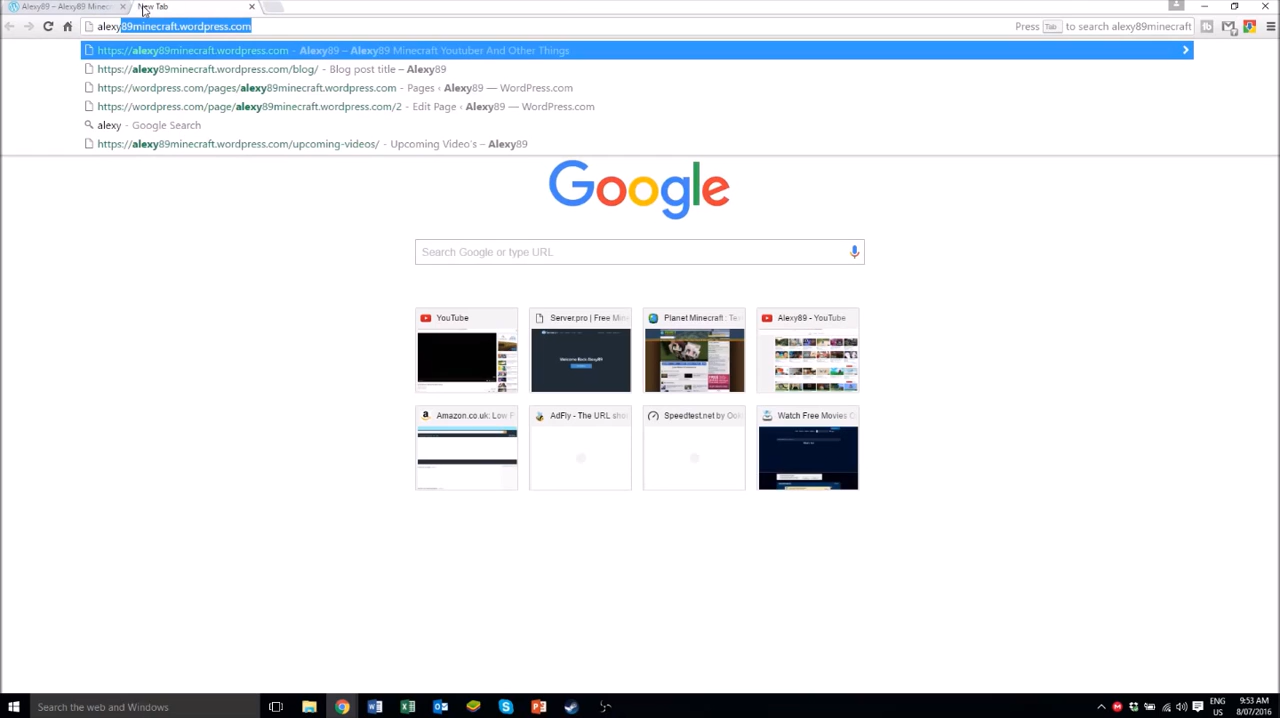 Alexy89 – Alexy89 Minec
New Tab
alexy89minecraft.wordpress.com
Press Tab to search alexy89minecraft
https://alexy89minecraft.wordpress.com - Alexy89 – Alexy89 Minecraft Youtuber And Other Things
https://alexy89minecraft.wordpress.com/blog/ - Blog post title – Alexy89
https://wordpress.com/pages/alexy89minecraft.wordpress.com - Pages ‹ Alexy89 — WordPress.com
https://wordpress.com/page/alexy89minecraft.wordpress.com/2 - Edit Page ‹ Alexy89 — WordPress.com
alexy - Google Search
https://alexy89minecraft.wordpress.com/upcoming-videos/ - Upcoming Video's – Alexy89
Google
Search Google or type URL
YouTube
Server.pro | Free Min
Planet Minecraft : Te
Alexy89 - YouTube
Amazon.co.uk: Low P
AdFly - The URL sho
Speedtest.net by Ook
Watch Free Movies O
Search the web and Windows
ENG
US
9:53 AM
8/07/2016